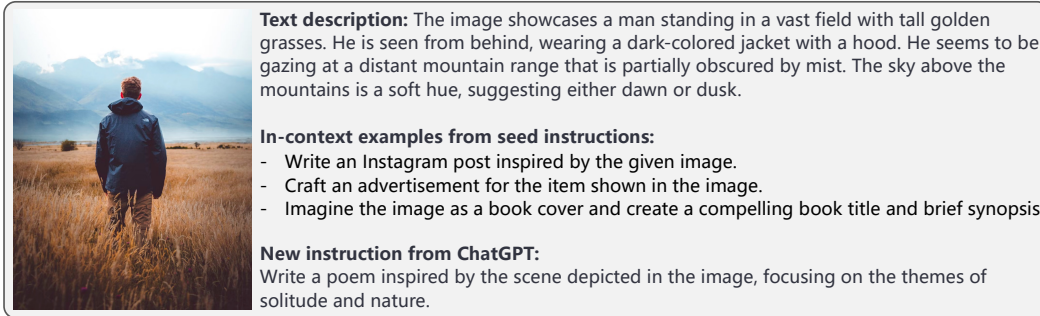 Text description: The image showcases a man standing in a vast field with tall golden
grasses. He is seen from behind, wearing a dark-colored jacket with a hood. He seems to be
gazing at a distant mountain range that is partially obscured by mist. The sky above the
mountains is a soft hue, suggesting either dawn or dusk.
In-context examples from seed instructions:
- Write an Instagram post inspired by the given image.
- Craft an advertisement for the item shown in the image.
- Imagine the image as a book cover and create a compelling book title and brief synopsis
New instruction from ChatGPT:
Write a poem inspired by the scene depicted in the image, focusing on the themes of
solitude and nature.